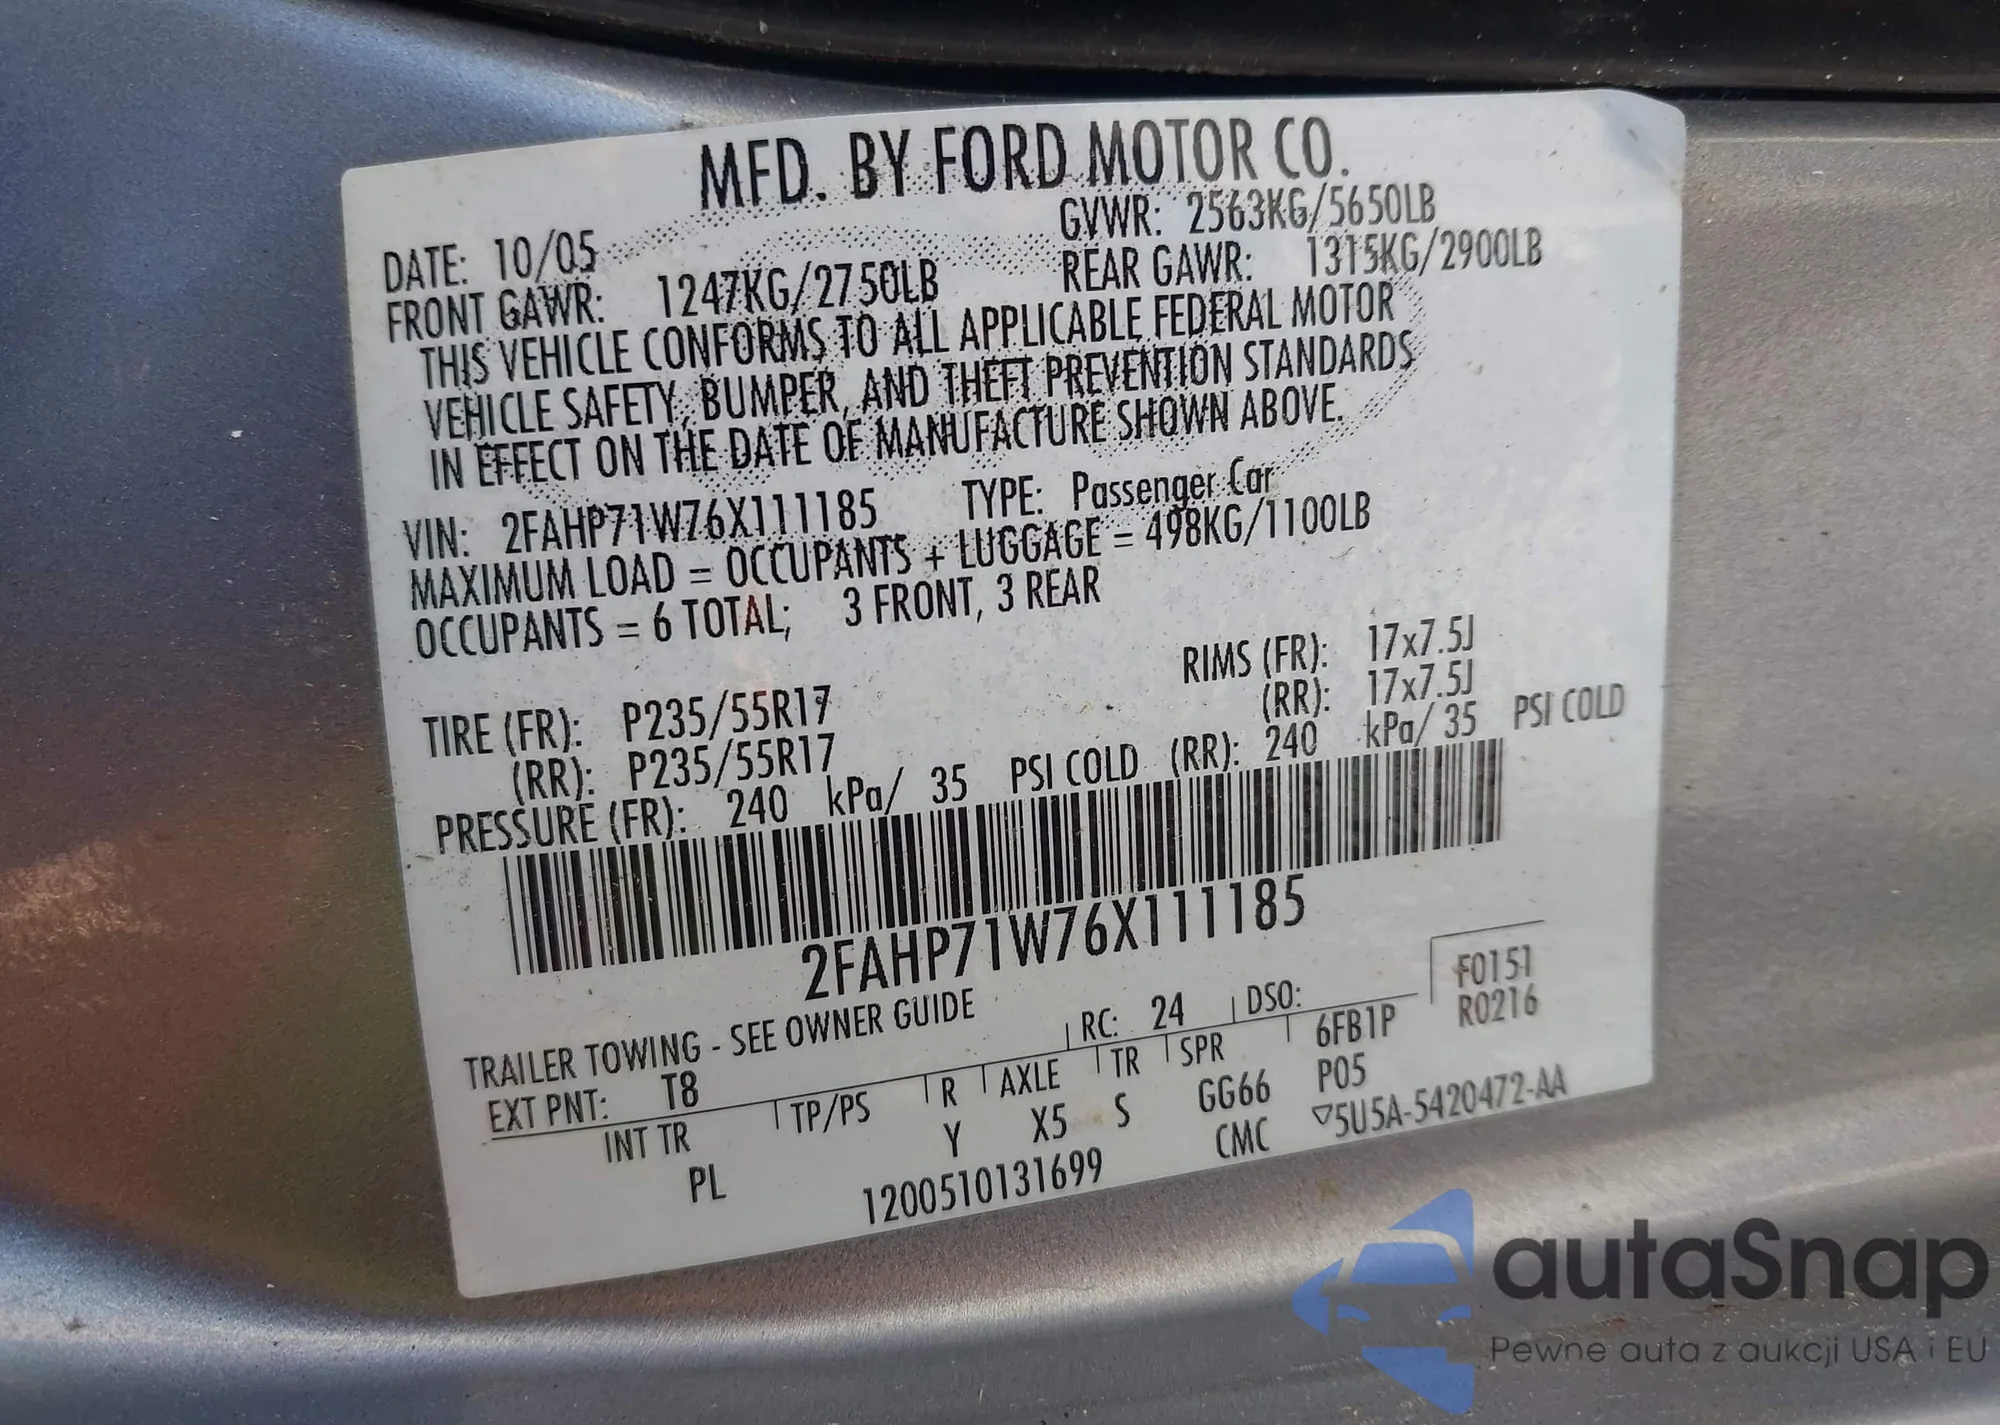 MFD. BY FORD MOTOR CO.
DATE: 10/05 GVWR: 2563KG/5650LB
FRONT GAWR: 1247KG/2750LB REAR GAWR: 1315KG/2900LB
THIS VEHICLE CONFORMS TO ALL APPLICABLE FEDERAL MOTOR
VEHICLE SAFETY, BUMPER, AND THEFT PREVENTION STANDARDS
IN EFFECT ON THE DATE OF MANUFACTURE SHOWN ABOVE.
VIN: 2FAHP71W76X111185 TYPE: Passenger Car
MAXIMUM LOAD = OCCUPANTS + LUGGAGE = 498KG/1100LB
OCCUPANTS = 6 TOTAL; 3 FRONT, 3 REAR
TIRE (FR): P235/55R17 RIMS (FR): 17x7.5J
(RR): P235/55R17 (RR): 17x7.5J
PRESSURE (FR): 240 kPa/ 35 PSI COLD (RR): 240 kPa/ 35 PSI COLD
2FAHP71W76X111185
TRAILER TOWING - SEE OWNER GUIDE F0151
EXT PNT: T8 RC: 24 DSO: R0216
INT TR TP/PS R AXLE TR SPR 6FB1P
PL Y X5 S GG66 P05
1200510131699 CMC ▽5U5A-5420472-AA
autaSnap
Pewne auta z aukcji USA i EU